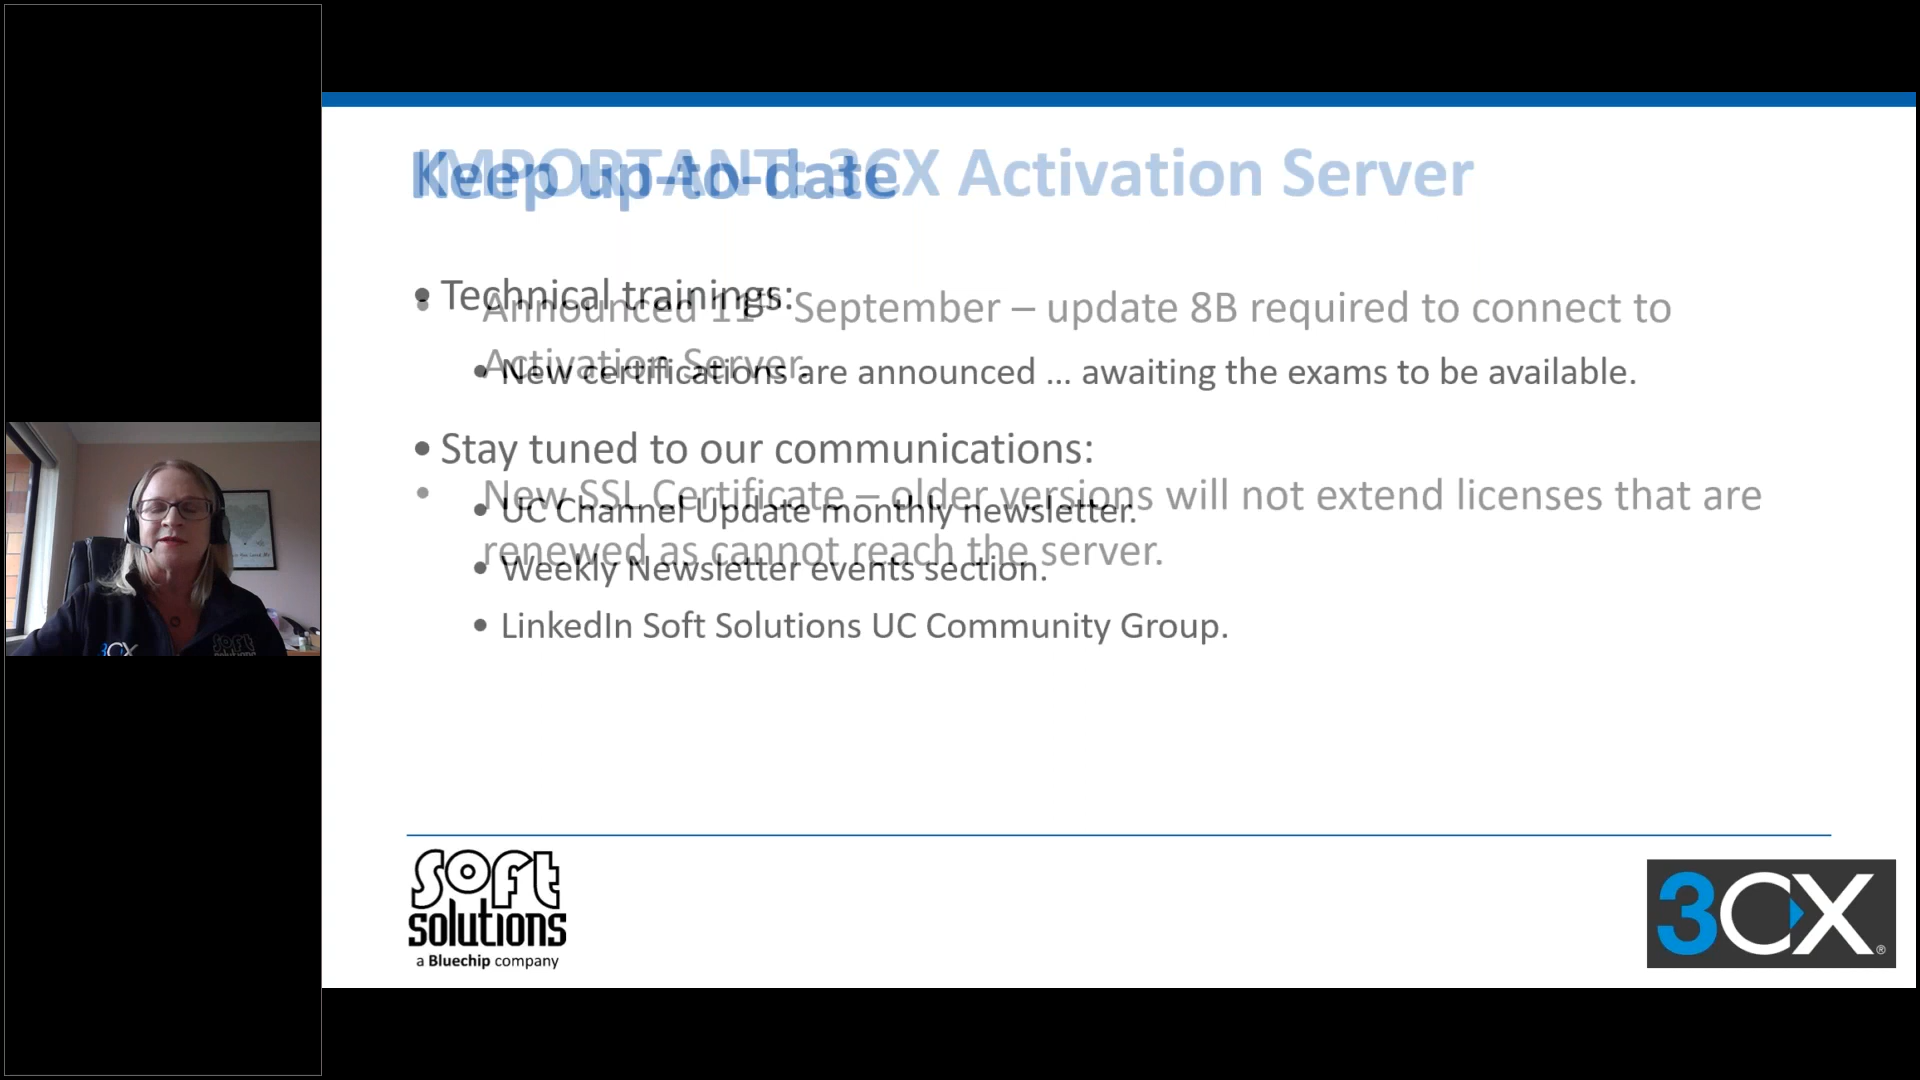 Keep up-to-date
IMPORTANT: 3CX Activation Server
• Technical trainings:
• Announced 11th September – update 8B required to connect to
Activation Server.
• New certifications are announced ... awaiting the exams to be available.
• Stay tuned to our communications:
• New SSL Certificate – older versions will not extend licenses that are
renewed as cannot reach the server.
• UC Channel Update monthly newsletter.
• Weekly Newsletter events section.
• LinkedIn Soft Solutions UC Community Group.
3CX
soft
solutions
soft
solutions
a Bluechip company
3CX®